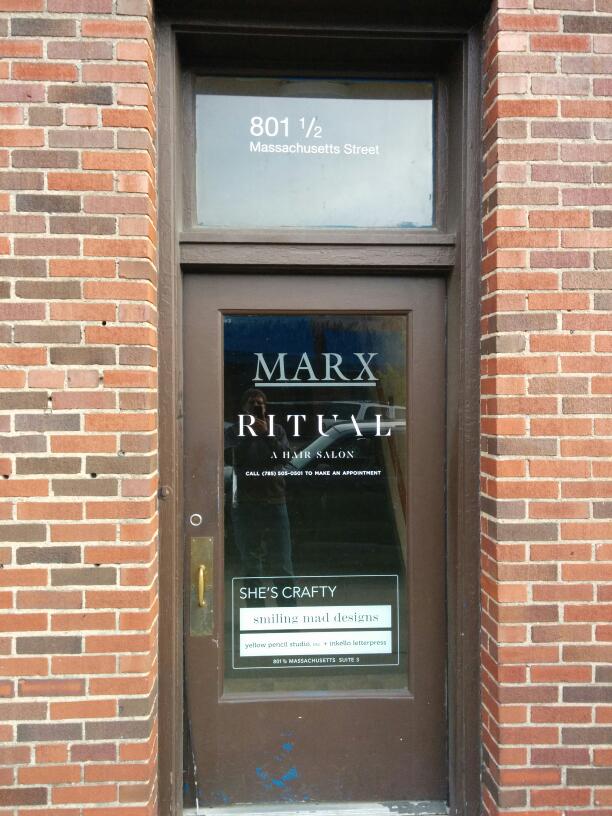 801 1/2
Massachusetts Street
MARX
RITUAL
A HAIR SALON
CALL (785) 505-0501 TO MAKE AN APPOINTMENT
SHE'S CRAFTY
smiling mad designs
yellow pencil studio, inc. + inkello letterpress
801 ½ MASSACHUSETTS SUITE 3